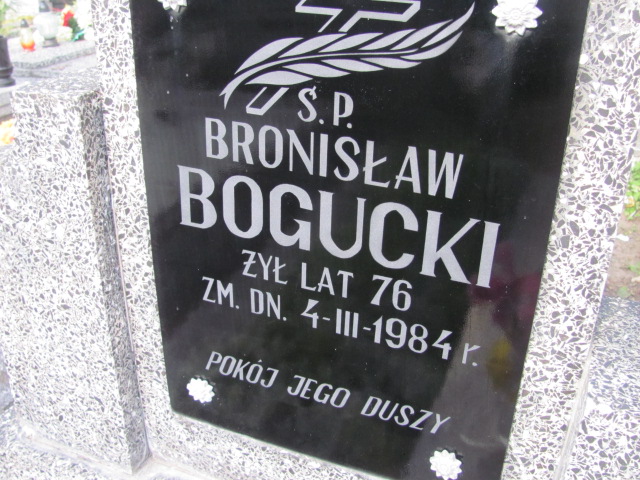 Ś.P.
BRONISŁAW
BOGUCKI
ŻYŁ LAT 76
ZM. DN. 4-III-1984 r.
POKÓJ JEGO DUSZY